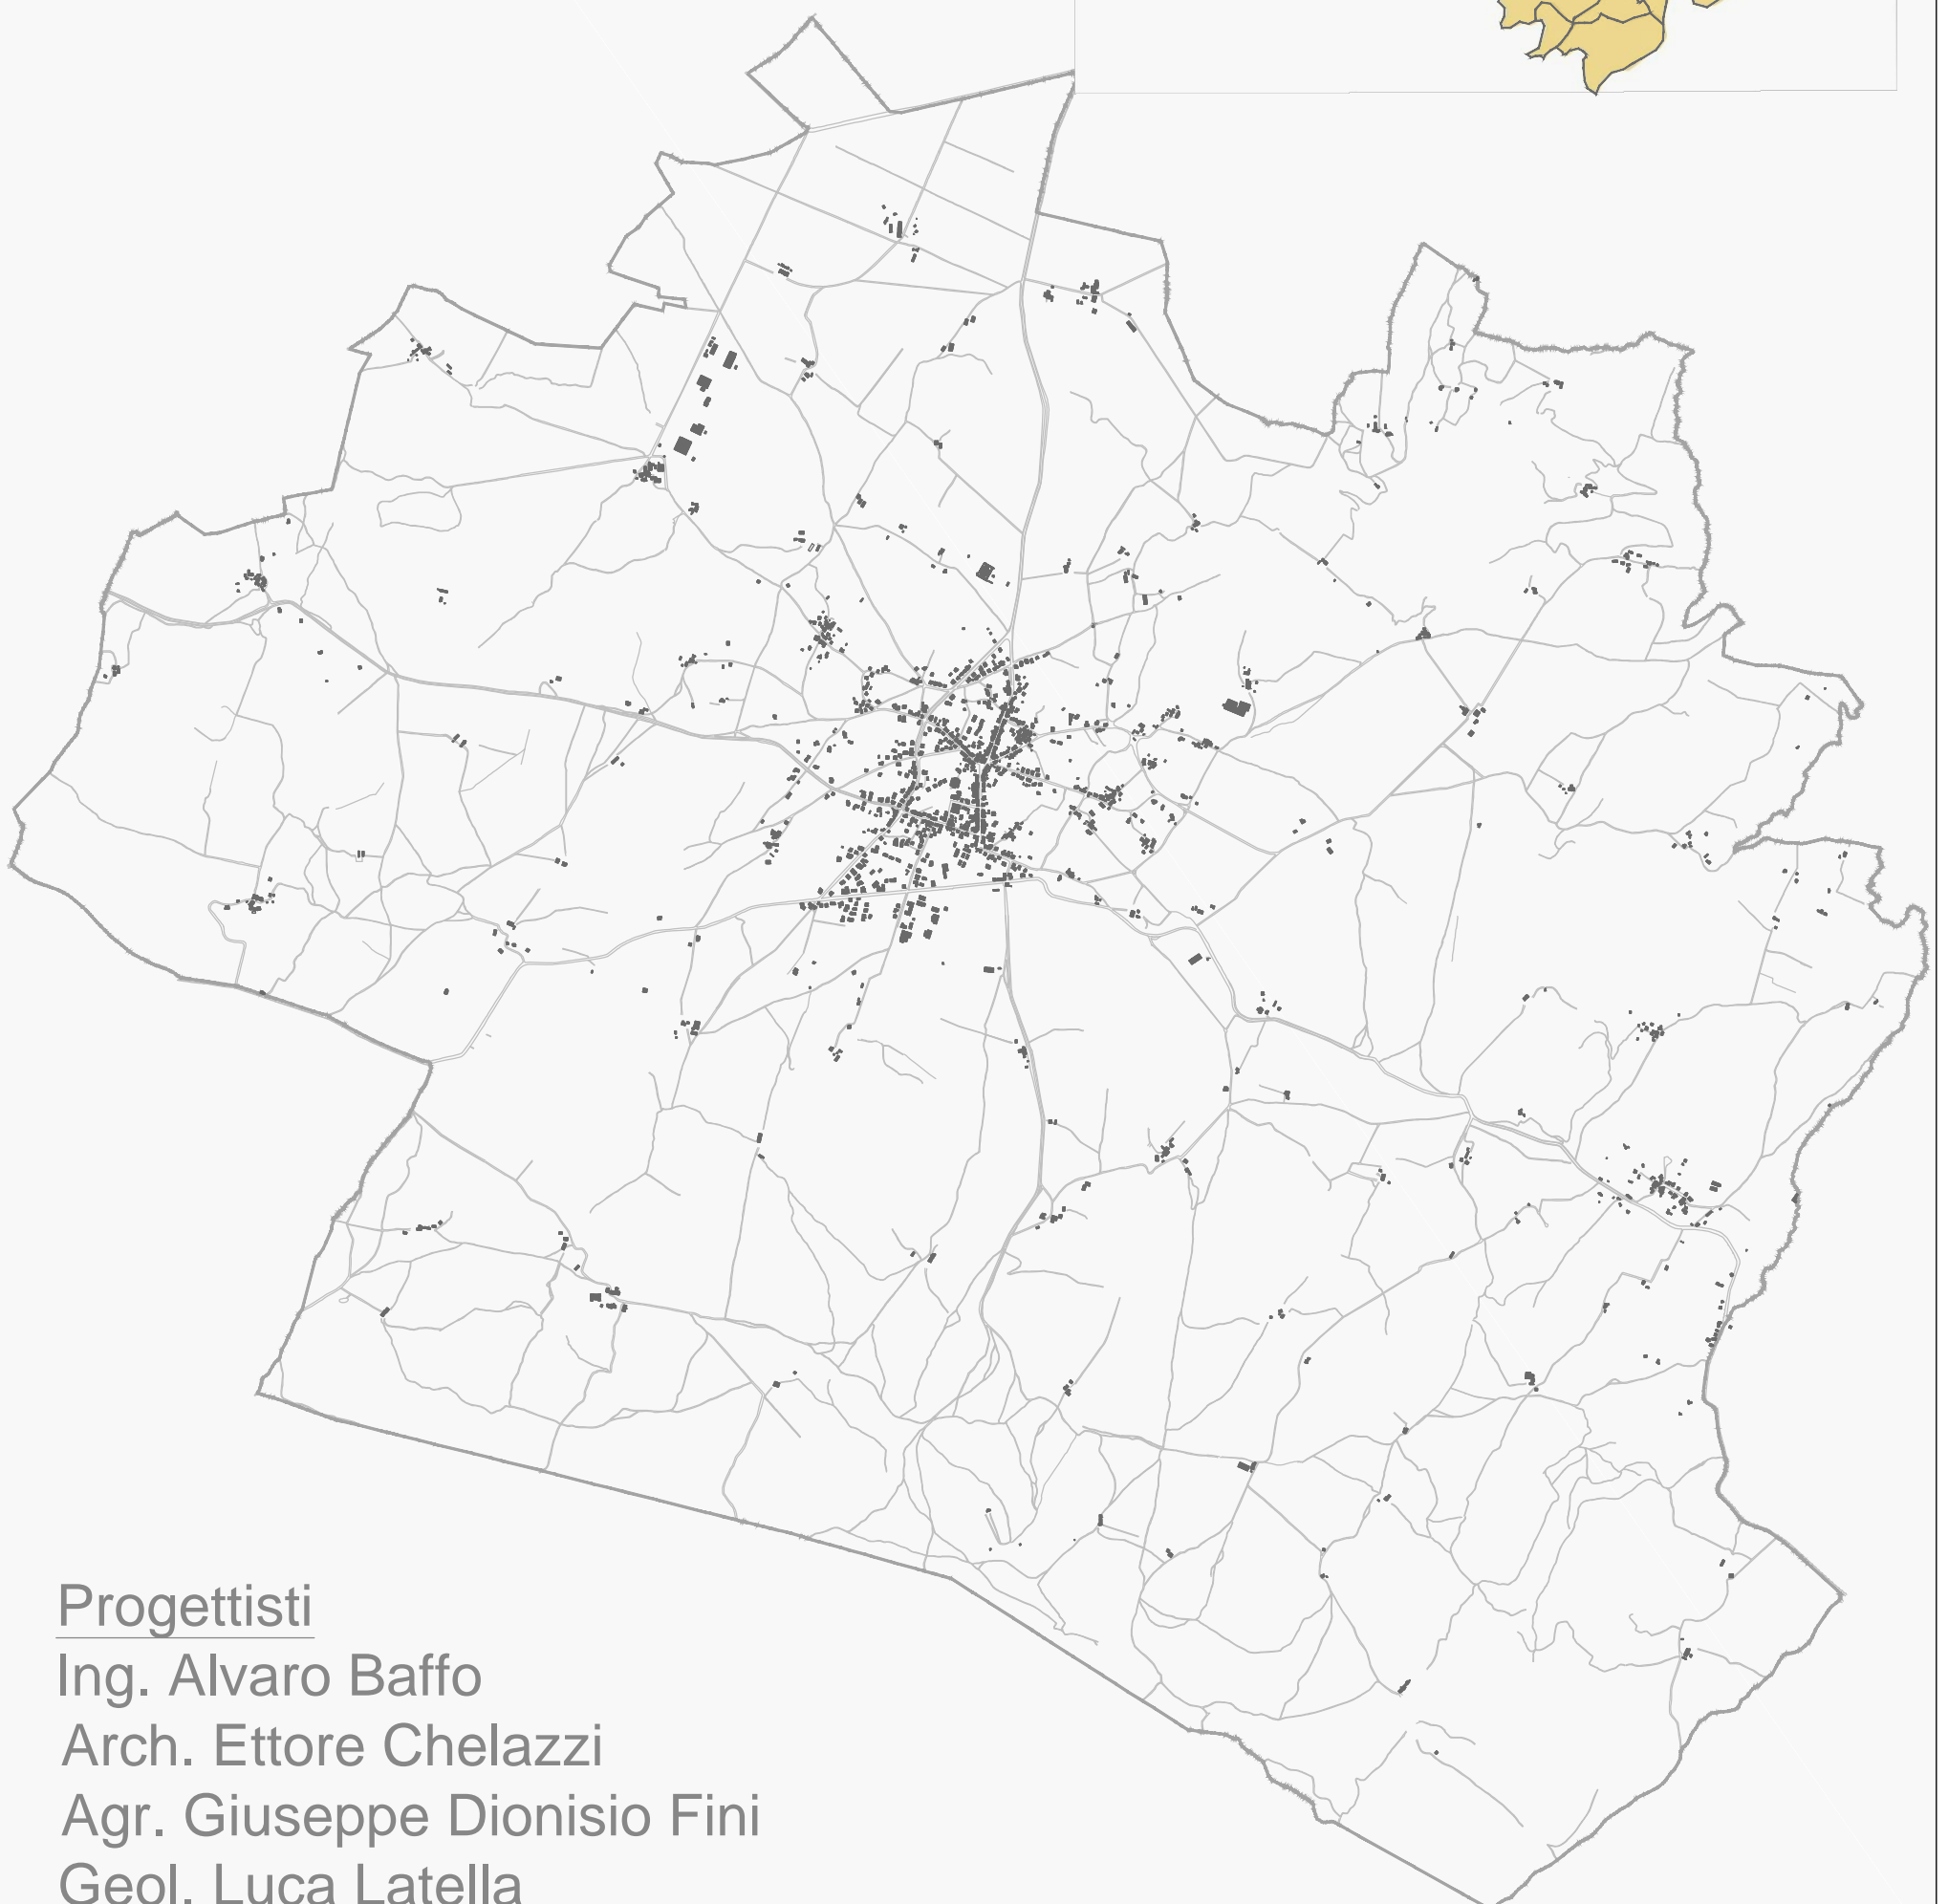 Progettisti
Ing. Alvaro Baffo
Arch. Ettore Chelazzi
Agr. Giuseppe Dionisio Fini
Geol. Luca Latella